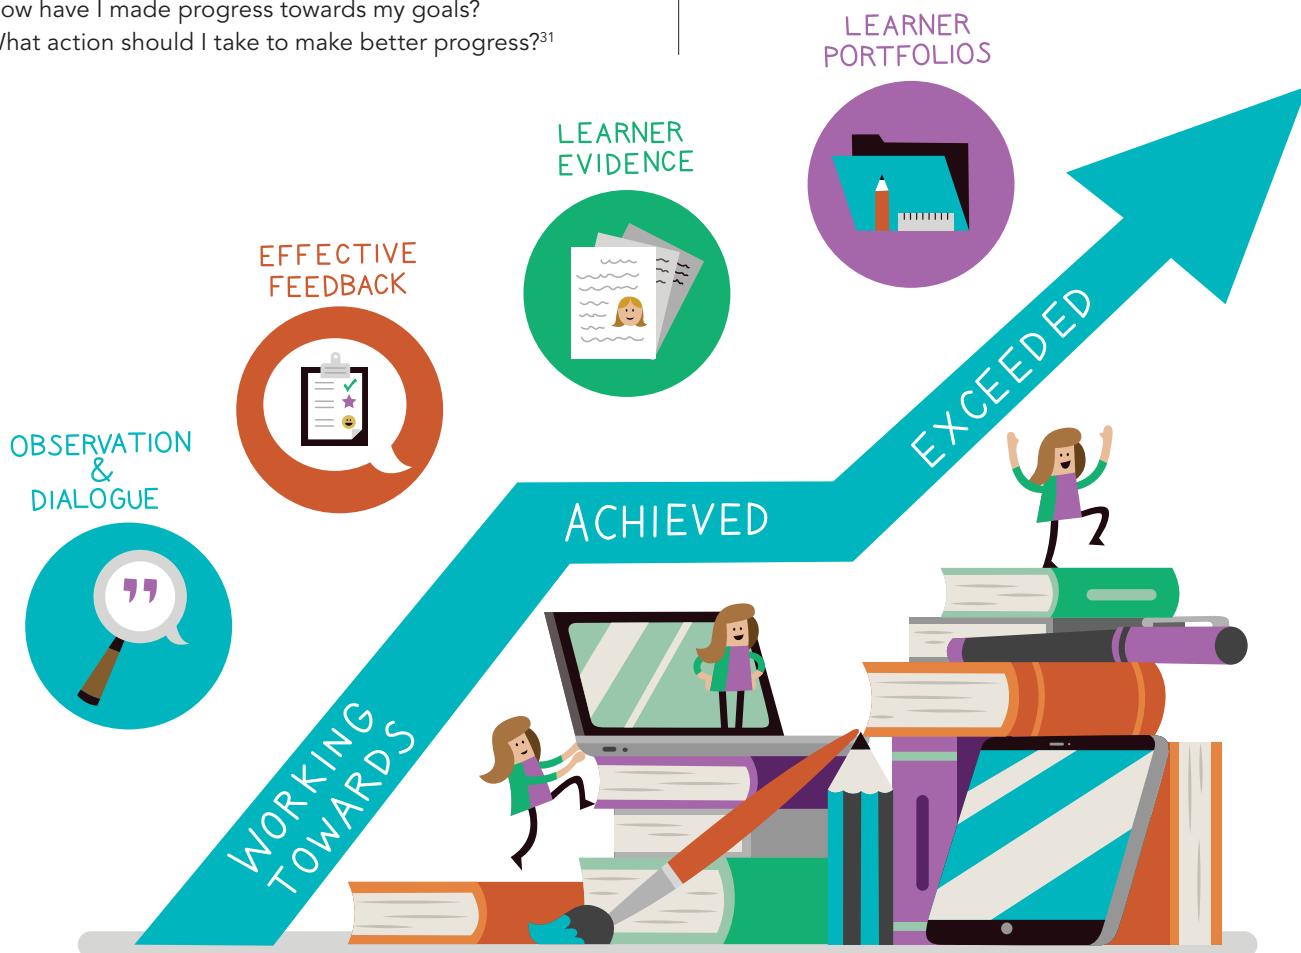 ow have I made progress towards my goals?
What action should I take to make better progress?31
LEARNER
PORTFOLIOS
LEARNER
EVIDENCE
EFFECTIVE
FEEDBACK
OBSERVATION
&
DIALOGUE
EXCEEDED
ACHIEVED
WORKING
TOWARDS